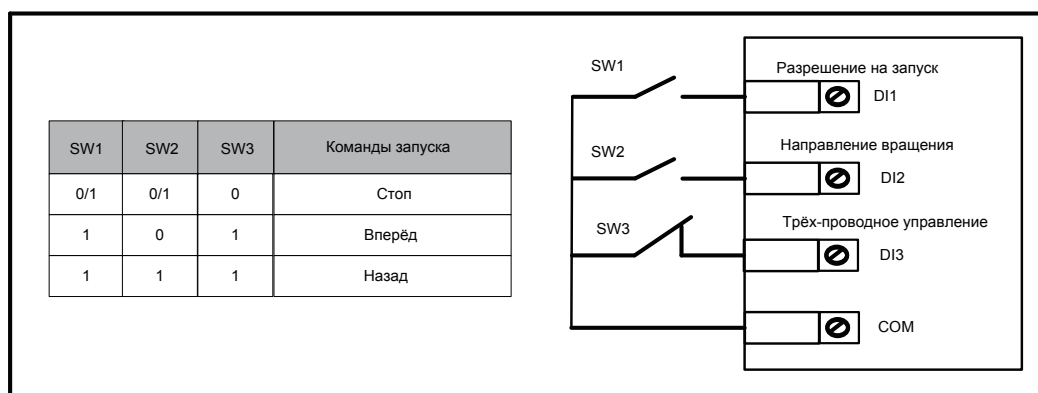 SW1 SW2 SW3 Команды запуска
0/1 0/1 0 Стоп
1 0 1 Вперёд
1 1 1 Назад
SW1
Разрешение на запуск
DI1
SW2
Направление вращения
DI2
SW3
Трёх-проводное управление
DI3
COM